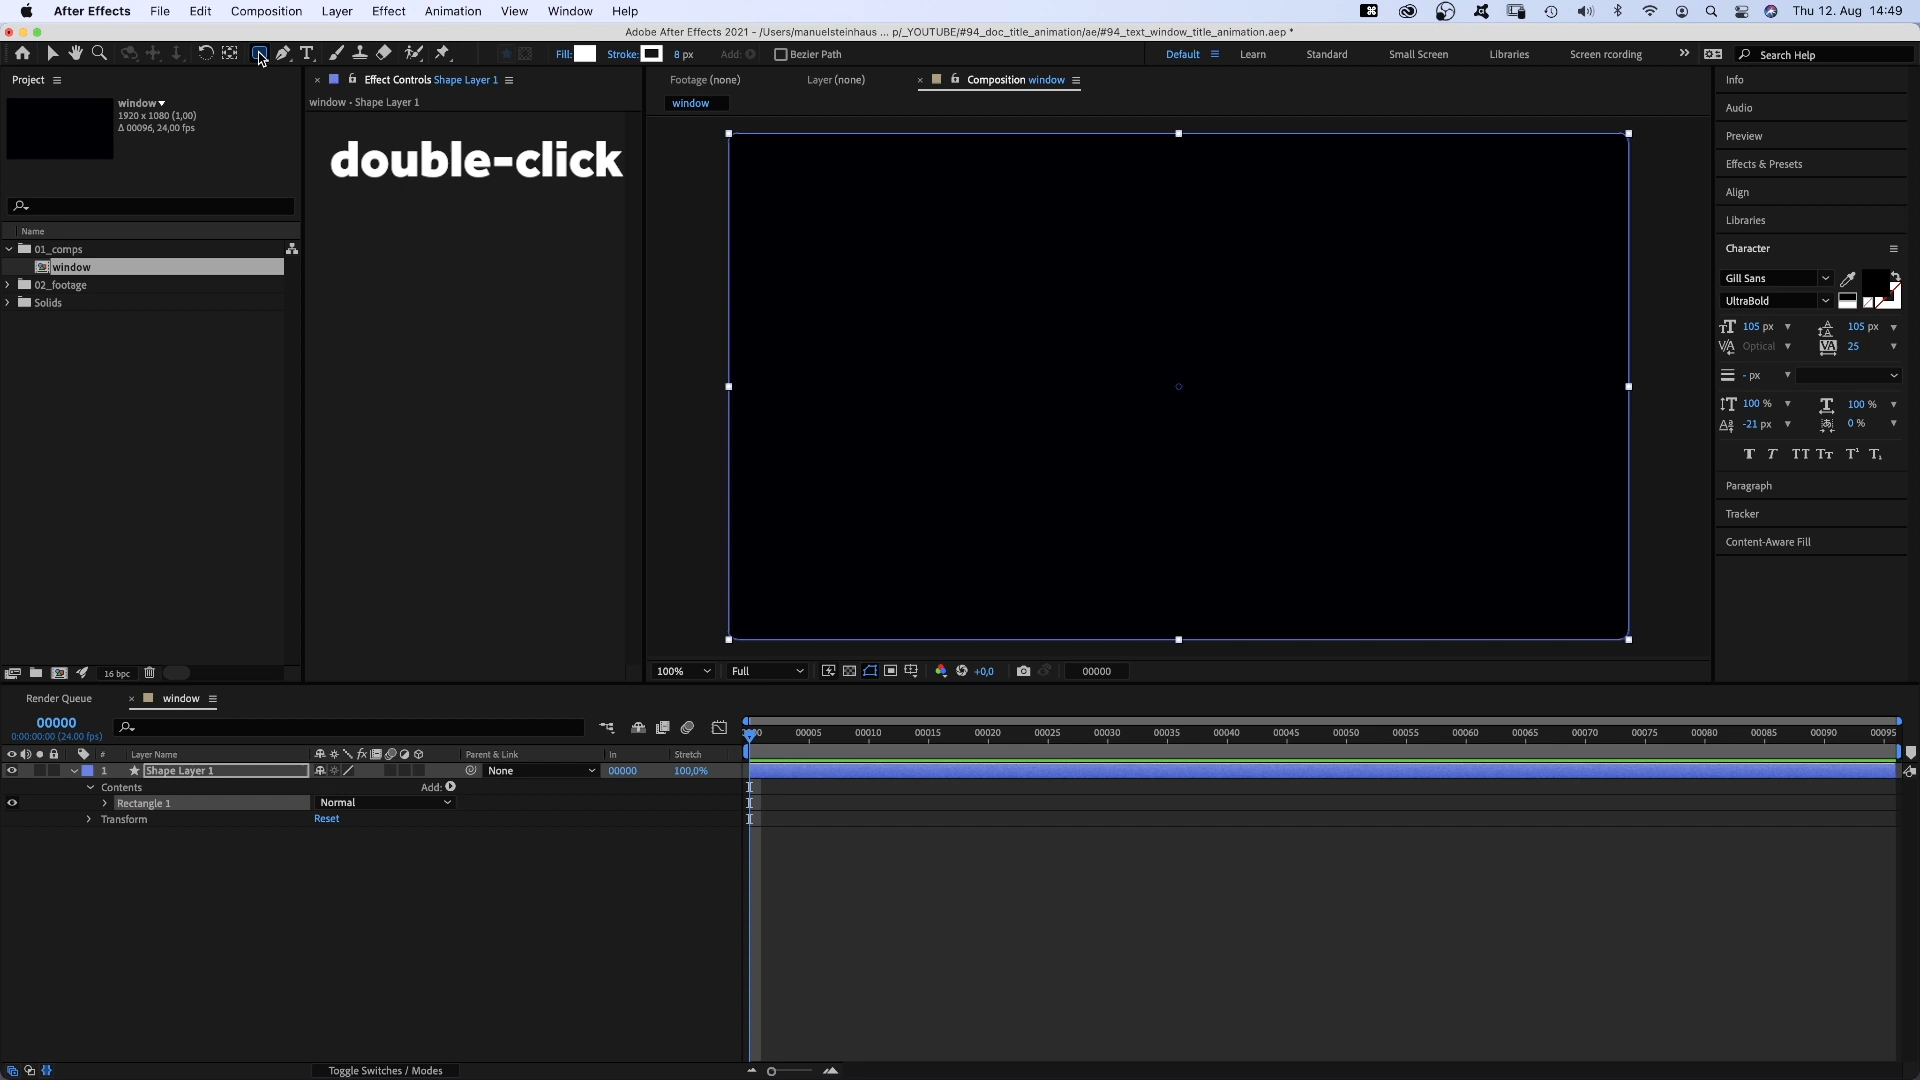 After Effects File Edit Composition Layer Effect Animation View Window Help Thu 12. Aug 14:49
Adobe After Effects 2021 - /Users/manuelsteinhaus ... p/_YOUTUBE/#94_doc_title_animation/ae/#94_text_window_title_animation.aep *
Fill: Stroke: 8 px Add: Bezier Path Default Learn Standard Small Screen Libraries Screen rcording Search Help
Project Effect Controls Shape Layer 1 Footage (none) Layer (none) Composition window Info
window
1920 x 1080 (1,00)
Δ 00096, 24,00 fps
window • Shape Layer 1
window
double-click
Audio
Preview
Effects & Presets
Align
Libraries
Character
Gill Sans
UltraBold
105 px 105 px
Optical 25
- px
100 % 100 %
-21 px 0 %
Paragraph
Tracker
Content-Aware Fill
Name
01_comps
window
02_footage
Solids
16 bpc
100% Full +0,0 00000
Render Queue window
00000
0:00:00:00 (24.00 fps)
# Layer Name Parent & Link In Stretch
00005 00010 00015 00020 00025 00030 00035 00040 00045 00050 00055 00060 00065 00070 00075 00080 00085 00090 00095
1 Shape Layer 1 None 00000 100,0%
Contents Add:
Rectangle 1 Normal
Transform Reset
Toggle Switches / Modes